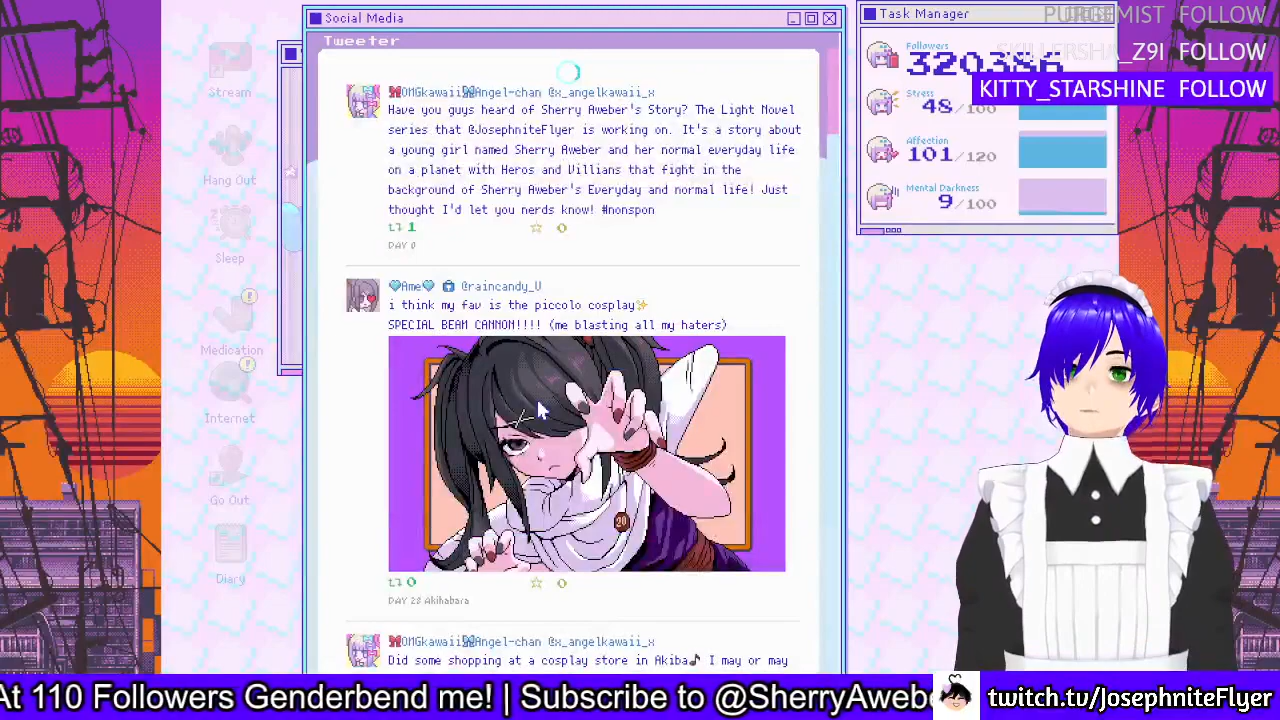 Social Media
Tweeter
OMGkawaiiAngel-chan @x_angelkawaii_x
Have you guys heard of Sherry Aweber's Story? The Light Novel
series that @JosephniteFlyer is working on. It's a story about
a young girl named Sherry Aweber and her normal everyday life
on a planet with Heros and Villians that fight in the
background of Sherry Aweber's Everyday and normal life! Just
thought I'd let you nerds know! #nonspon
1 0
DAY 0
Ame @raincandy_U
i think my fav is the piccolo cosplay
SPECIAL BEAM CANNON!!!! (me blasting all my haters)
20
0 0
DAY 28 Akihabara
OMGkawaiiAngel-chan @x_angelkawaii_x
Did some shopping at a cosplay store in Akiba♪ I may or may
Stream
Hang Out
Sleep
Medication
Internet
Go Out
Diary
Task Manager
Followers
320386
Stress
48/100
Affection
101/120
Mental Darkness
9/100
FOLLOW
_Z9I FOLLOW
KITTY_STARSHINE FOLLOW
At 110 Followers Genderbend me! | Subscribe to @SherryAwebe
twitch.tv/JosephniteFlyer